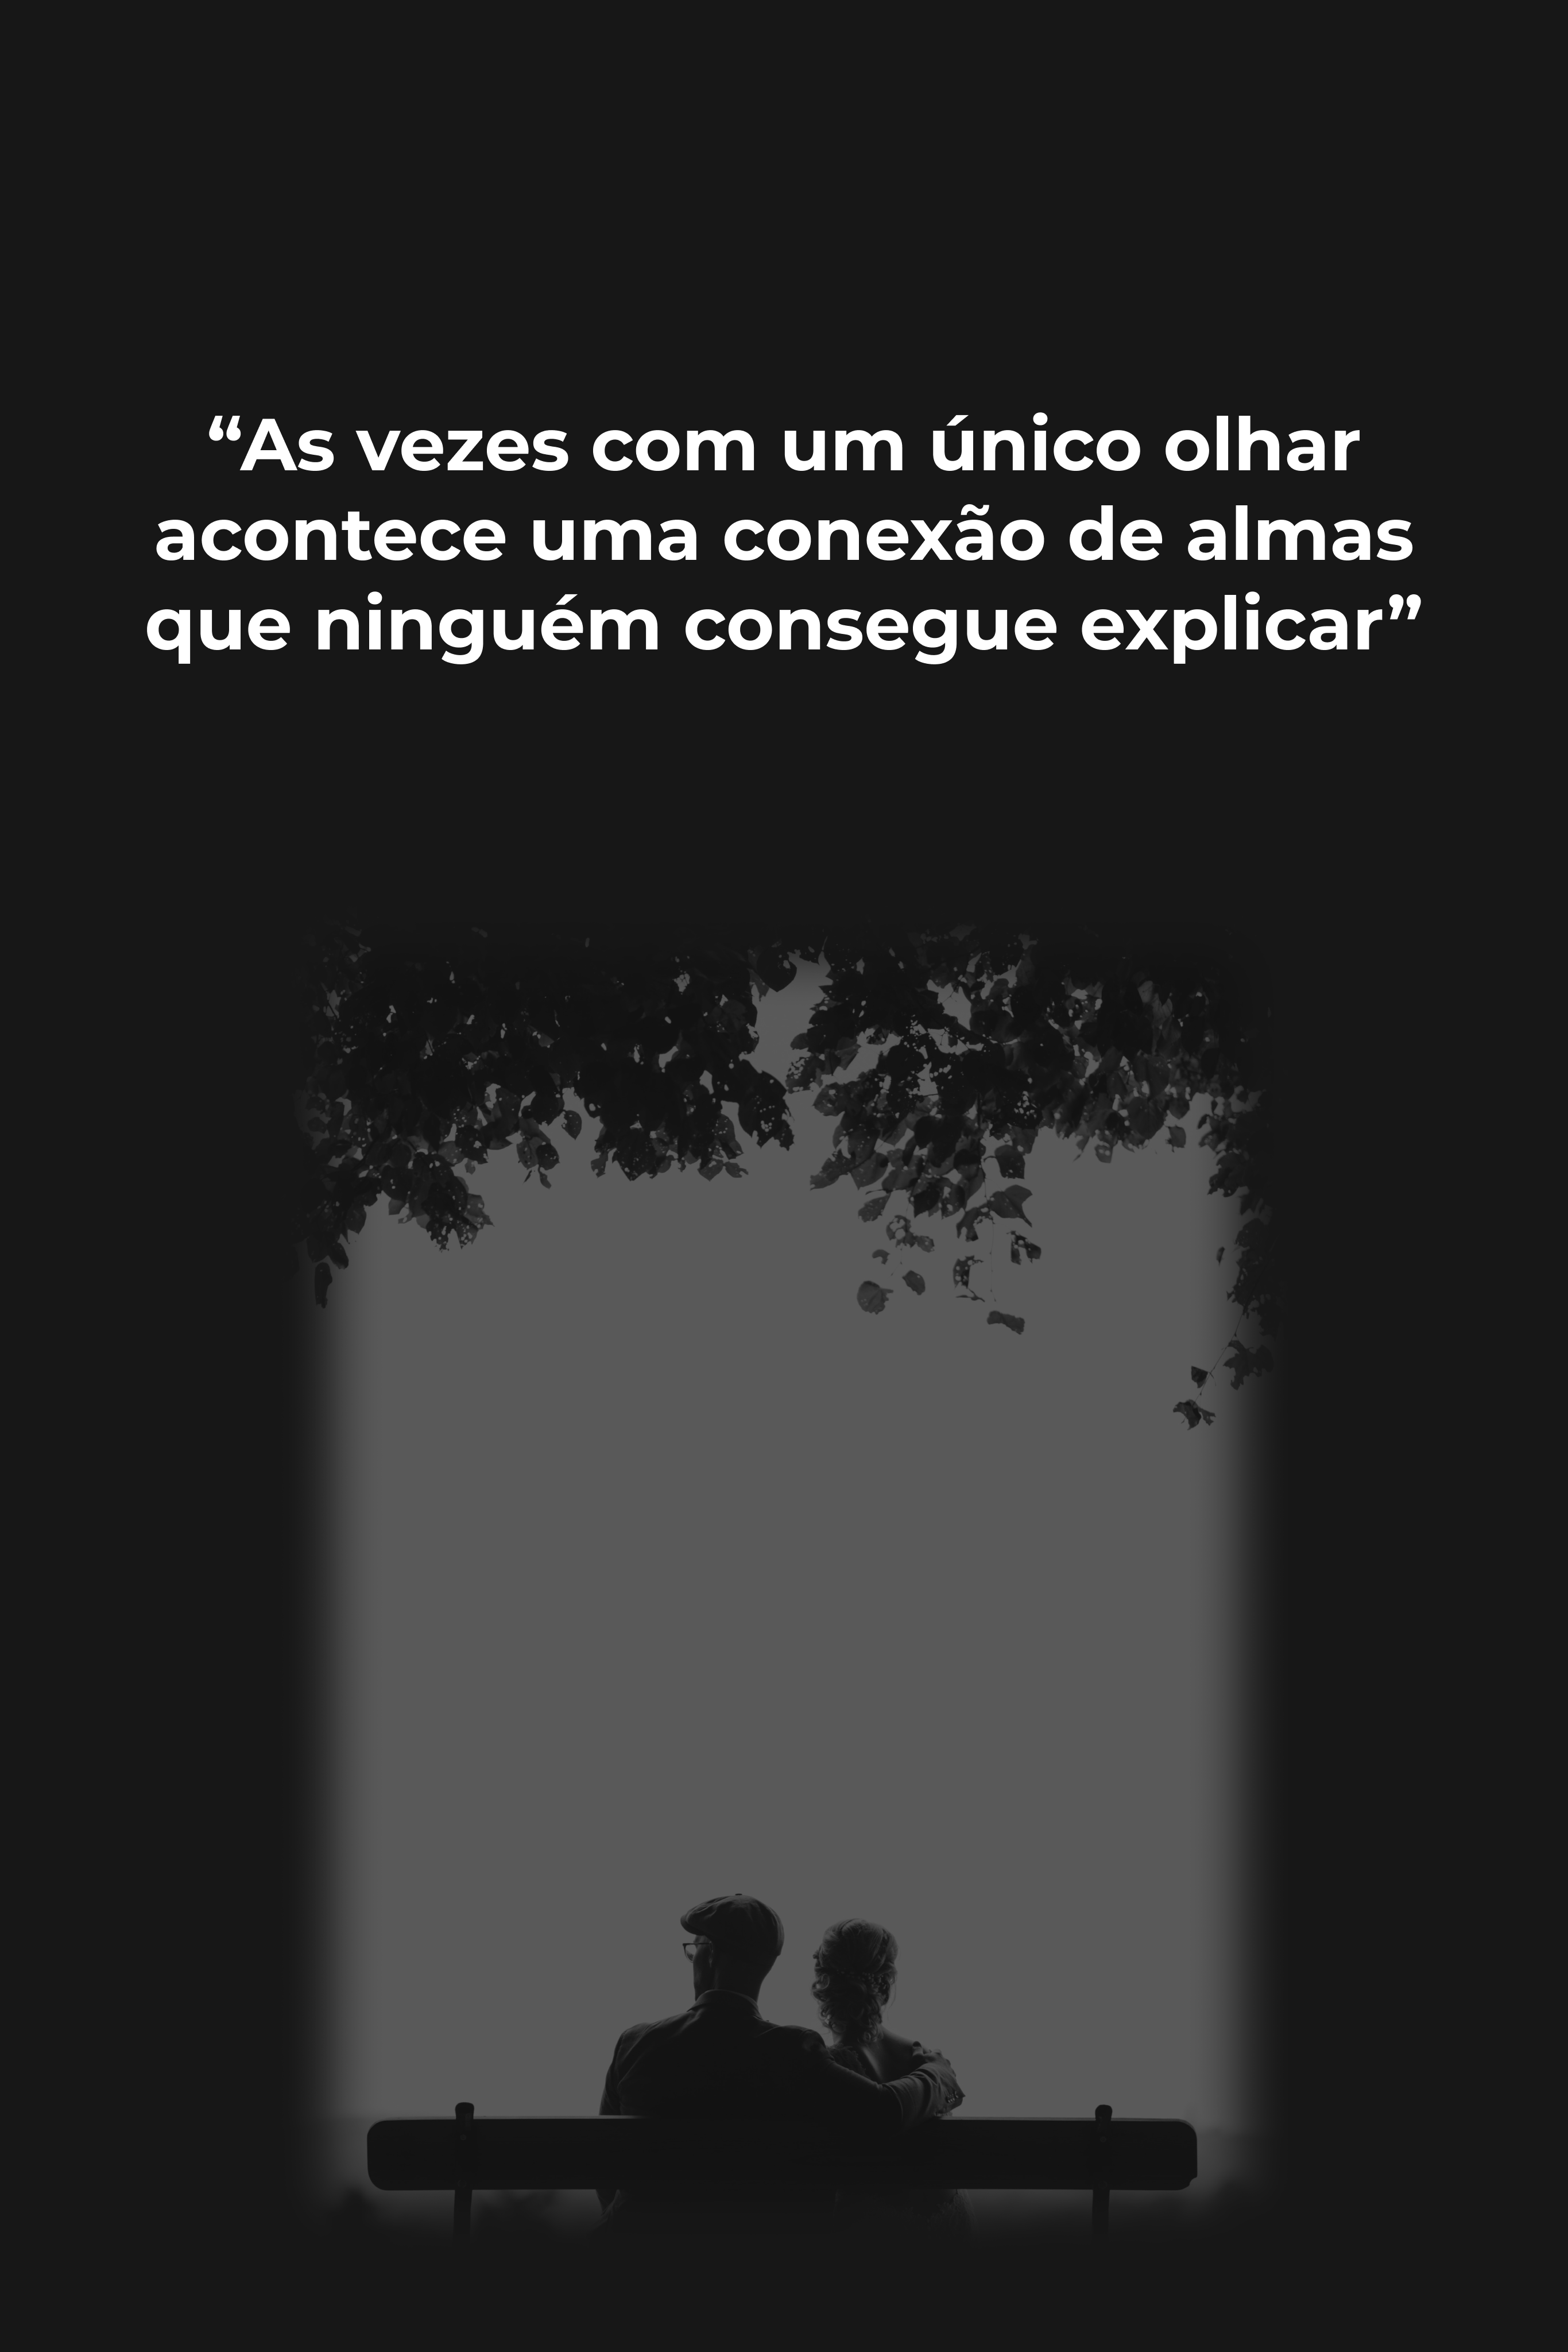 “As vezes com um único olhar
acontece uma conexão de almas
que ninguém consegue explicar”